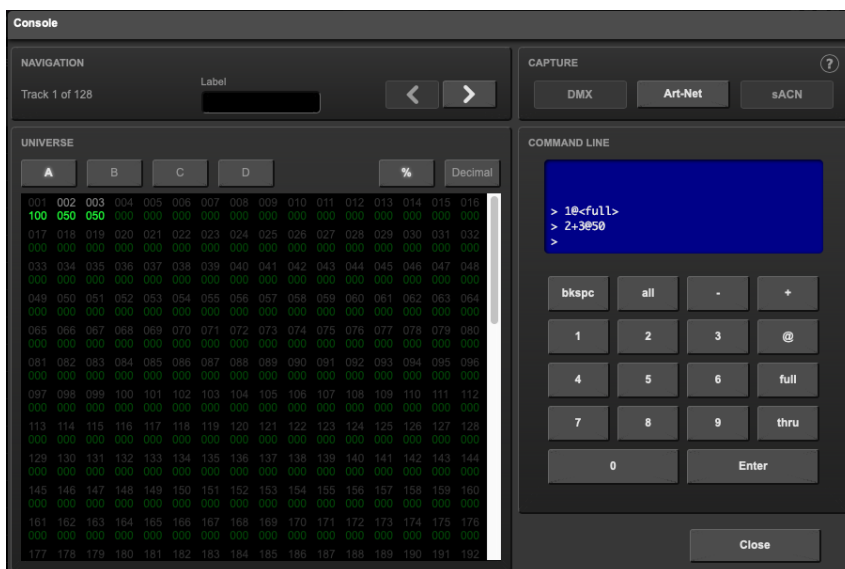 Console
NAVIGATION
Track 1 of 128
Label
CAPTURE
?
DMX Art-Net sACN
UNIVERSE
A B C D % Decimal
001 002 003 004 005 006 007 008 009 010 011 012 013 014 015 016
100 050 050 000 000 000 000 000 000 000 000 000 000 000 000 000
017 018 019 020 021 022 023 024 025 026 027 028 029 030 031 032
000 000 000 000 000 000 000 000 000 000 000 000 000 000 000 000
033 034 035 036 037 038 039 040 041 042 043 044 045 046 047 048
000 000 000 000 000 000 000 000 000 000 000 000 000 000 000 000
049 050 051 052 053 054 055 056 057 058 059 060 061 062 063 064
000 000 000 000 000 000 000 000 000 000 000 000 000 000 000 000
065 066 067 068 069 070 071 072 073 074 075 076 077 078 079 080
000 000 000 000 000 000 000 000 000 000 000 000 000 000 000 000
081 082 083 084 085 086 087 088 089 090 091 092 093 094 095 096
000 000 000 000 000 000 000 000 000 000 000 000 000 000 000 000
097 098 099 100 101 102 103 104 105 106 107 108 109 110 111 112
000 000 000 000 000 000 000 000 000 000 000 000 000 000 000 000
113 114 115 116 117 118 119 120 121 122 123 124 125 126 127 128
000 000 000 000 000 000 000 000 000 000 000 000 000 000 000 000
129 130 131 132 133 134 135 136 137 138 139 140 141 142 143 144
000 000 000 000 000 000 000 000 000 000 000 000 000 000 000 000
145 146 147 148 149 150 151 152 153 154 155 156 157 158 159 160
000 000 000 000 000 000 000 000 000 000 000 000 000 000 000 000
161 162 163 164 165 166 167 168 169 170 171 172 173 174 175 176
000 000 000 000 000 000 000 000 000 000 000 000 000 000 000 000
177 178 179 180 181 182 183 184 185 186 187 188 189 190 191 192
COMMAND LINE
> 1@<full>
> 2+3@50
>
bkspc all - +
1 2 3 @
4 5 6 full
7 8 9 thru
0 Enter
Close